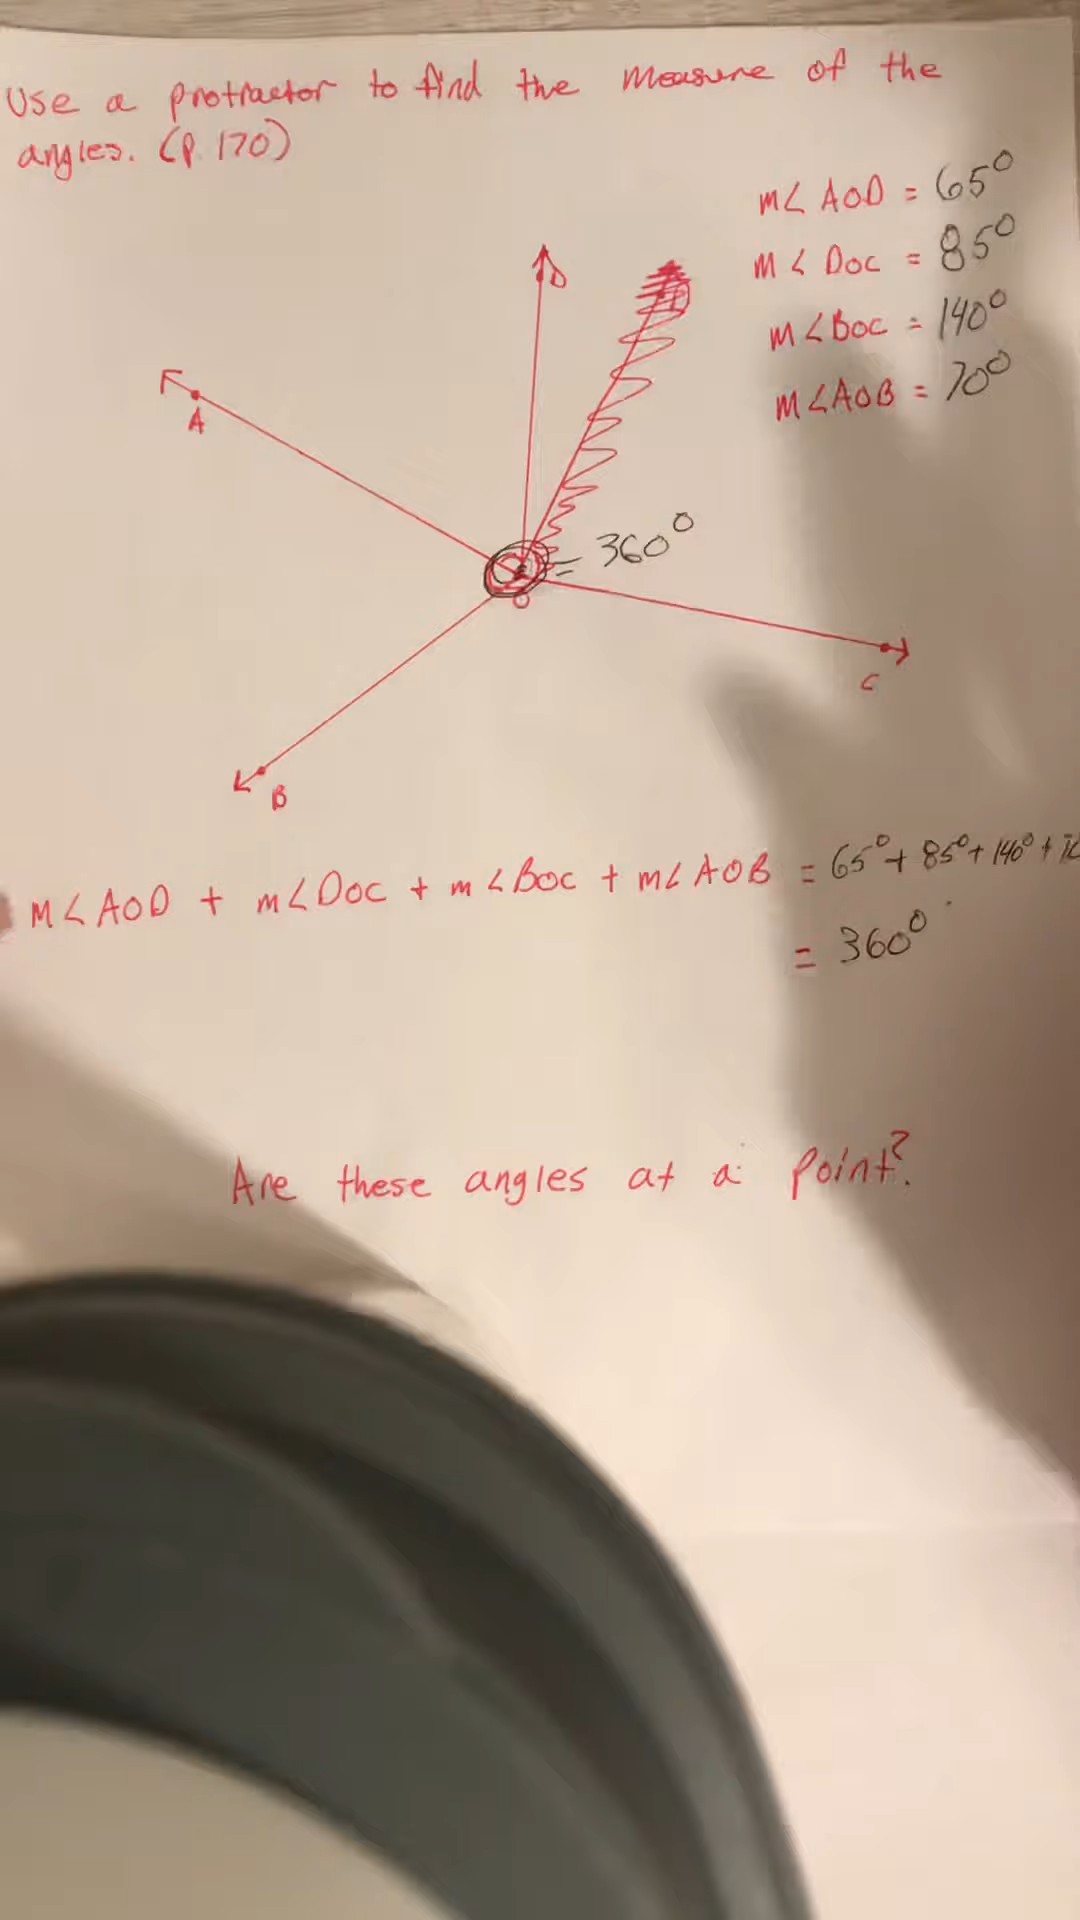 Use a protractor to find the measure of the
angles. (P. 170)
m∠ AOD = 65°
m∠ DOC = 85°
m∠BOC = 140°
m∠AOB = 70°
D
A
= 360°
O
C
B
m∠AOD + m∠DOC + m∠BOC + m∠AOB = 65° + 85° + 140° +
= 360°
Are these angles at a point?